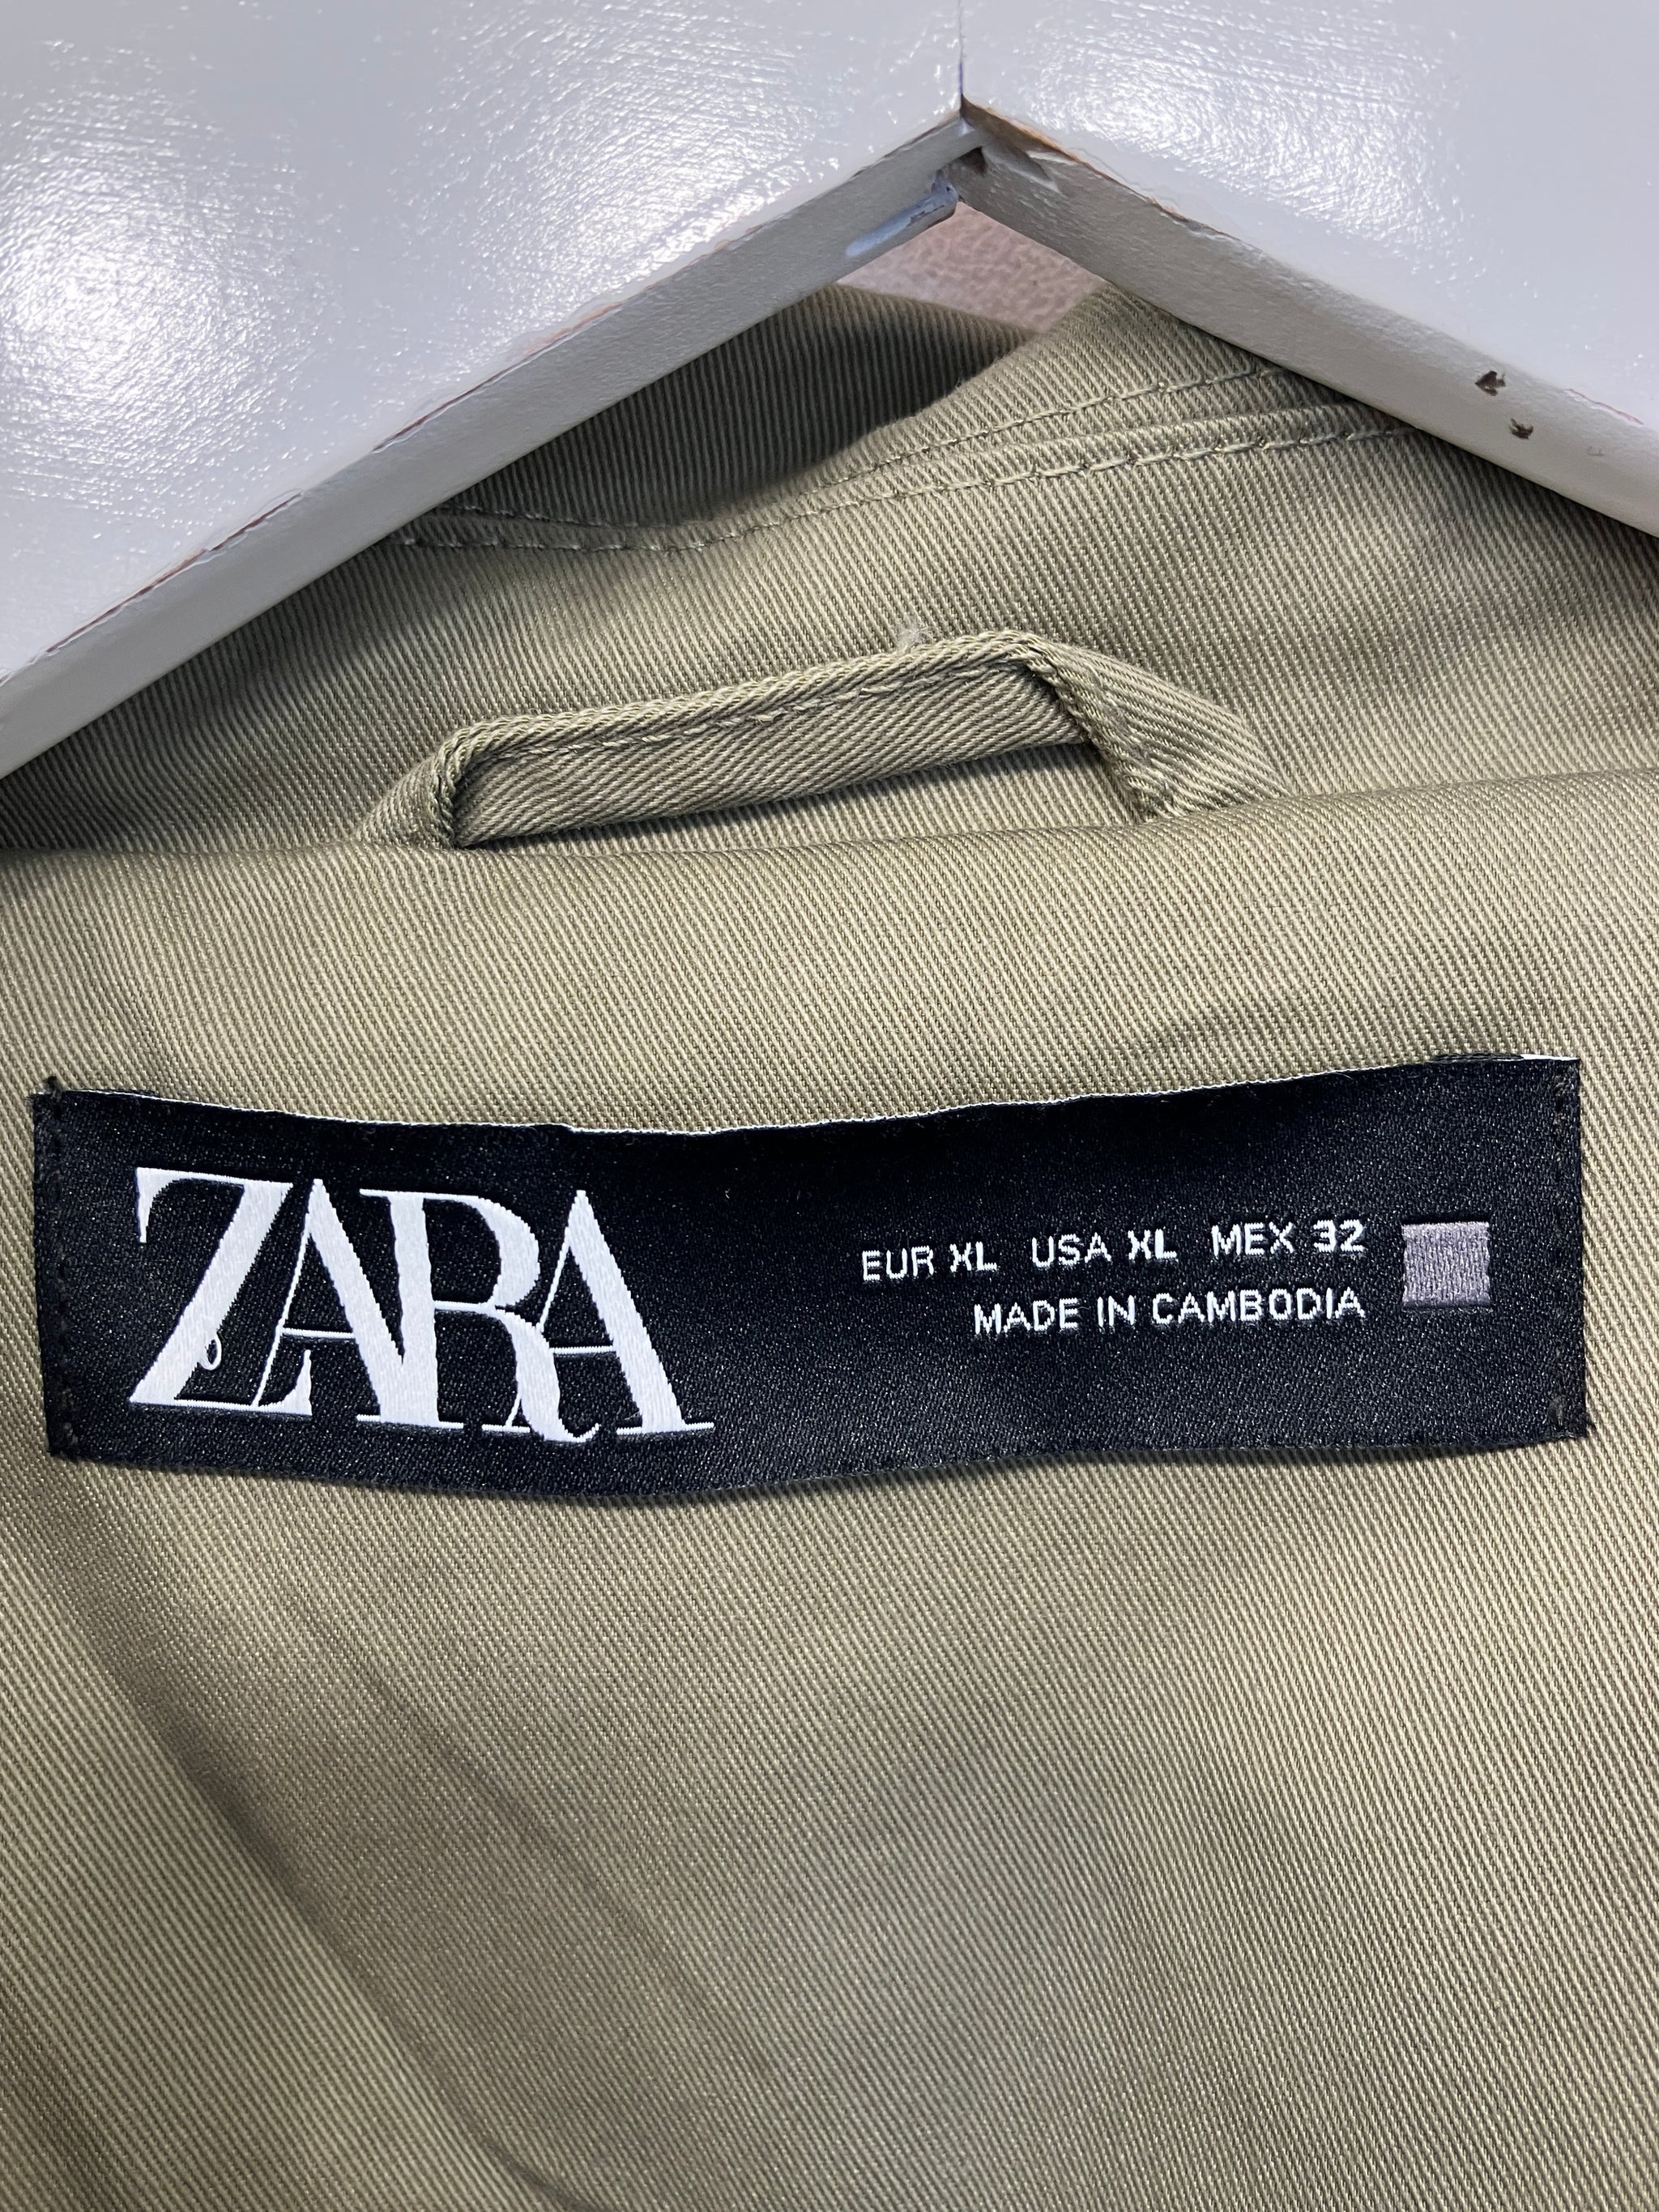 ZARA
EUR XL USA XL MEX 32
MADE IN CAMBODIA